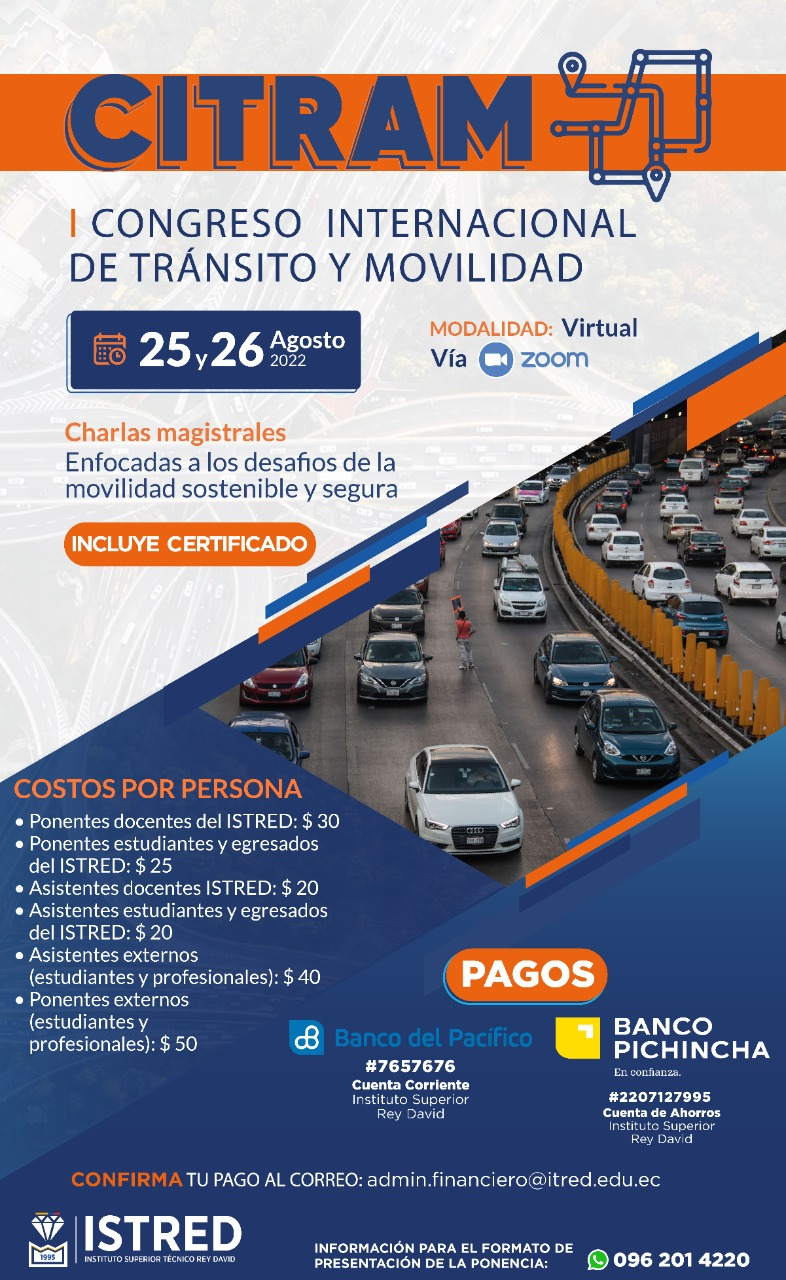 CITRAM
I CONGRESO INTERNACIONAL
DE TRÁNSITO Y MOVILIDAD
25 y 26 Agosto 2022
MODALIDAD: Virtual
Vía zoom
Charlas magistrales
Enfocadas a los desafios de la
movilidad sostenible y segura
INCLUYE CERTIFICADO
COSTOS POR PERSONA
• Ponentes docentes del ISTRED: $ 30
• Ponentes estudiantes y egresados
del ISTRED: $ 25
• Asistentes docentes ISTRED: $ 20
• Asistentes estudiantes y egresados
del ISTRED: $ 20
• Asistentes externos
(estudiantes y profesionales): $ 40
• Ponentes externos
(estudiantes y
profesionales): $ 50
PAGOS
Banco del Pacífico
#7657676
Cuenta Corriente
Instituto Superior
Rey David
BANCO
PICHINCHA
En confianza.
#2207127995
Cuenta de Ahorros
Instituto Superior
Rey David
CONFIRMA TU PAGO AL CORREO: admin.financiero@itred.edu.ec
1995
ISTRED
INSTITUTO SUPERIOR TÉCNICO REY DAVID
INFORMACIÓN PARA EL FORMATO DE
PRESENTACIÓN DE LA PONENCIA:
096 201 4220